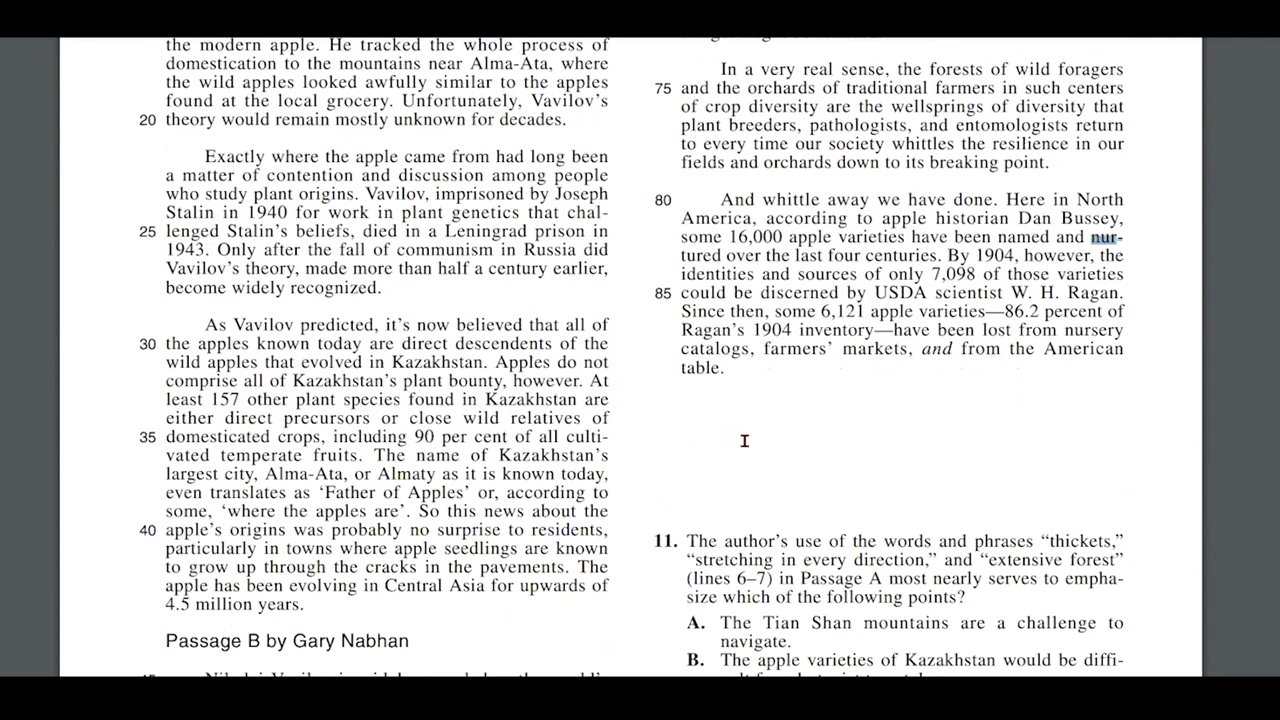 the modern apple. He tracked the whole process of
domestication to the mountains near Alma-Ata, where
the wild apples looked awfully similar to the apples
found at the local grocery. Unfortunately, Vavilov's
20 theory would remain mostly unknown for decades.
Exactly where the apple came from had long been
a matter of contention and discussion among people
who study plant origins. Vavilov, imprisoned by Joseph
Stalin in 1940 for work in plant genetics that chal-
25 lenged Stalin's beliefs, died in a Leningrad prison in
1943. Only after the fall of communism in Russia did
Vavilov's theory, made more than half a century earlier,
become widely recognized.
As Vavilov predicted, it's now believed that all of
30 the apples known today are direct descendents of the
wild apples that evolved in Kazakhstan. Apples do not
comprise all of Kazakhstan's plant bounty, however. At
least 157 other plant species found in Kazakhstan are
either direct precursors or close wild relatives of
35 domesticated crops, including 90 per cent of all culti-
vated temperate fruits. The name of Kazakhstan's
largest city, Alma-Ata, or Almaty as it is known today,
even translates as ‘Father of Apples’ or, according to
some, ‘where the apples are’. So this news about the
40 apple's origins was probably no surprise to residents,
particularly in towns where apple seedlings are known
to grow up through the cracks in the pavements. The
apple has been evolving in Central Asia for upwards of
4.5 million years.
Passage B by Gary Nabhan
In a very real sense, the forests of wild foragers
75 and the orchards of traditional farmers in such centers
of crop diversity are the wellsprings of diversity that
plant breeders, pathologists, and entomologists return
to every time our society whittles the resilience in our
fields and orchards down to its breaking point.
80 And whittle away we have done. Here in North
America, according to apple historian Dan Bussey,
some 16,000 apple varieties have been named and nur-
tured over the last four centuries. By 1904, however, the
identities and sources of only 7,098 of those varieties
85 could be discerned by USDA scientist W. H. Ragan.
Since then, some 6,121 apple varieties—86.2 percent of
Ragan's 1904 inventory—have been lost from nursery
catalogs, farmers' markets, and from the American
table.
11. The author's use of the words and phrases “thickets,”
“stretching in every direction,” and “extensive forest”
(lines 6–7) in Passage A most nearly serves to empha-
size which of the following points?
A. The Tian Shan mountains are a challenge to
navigate.
B. The apple varieties of Kazakhstan would be diffi-